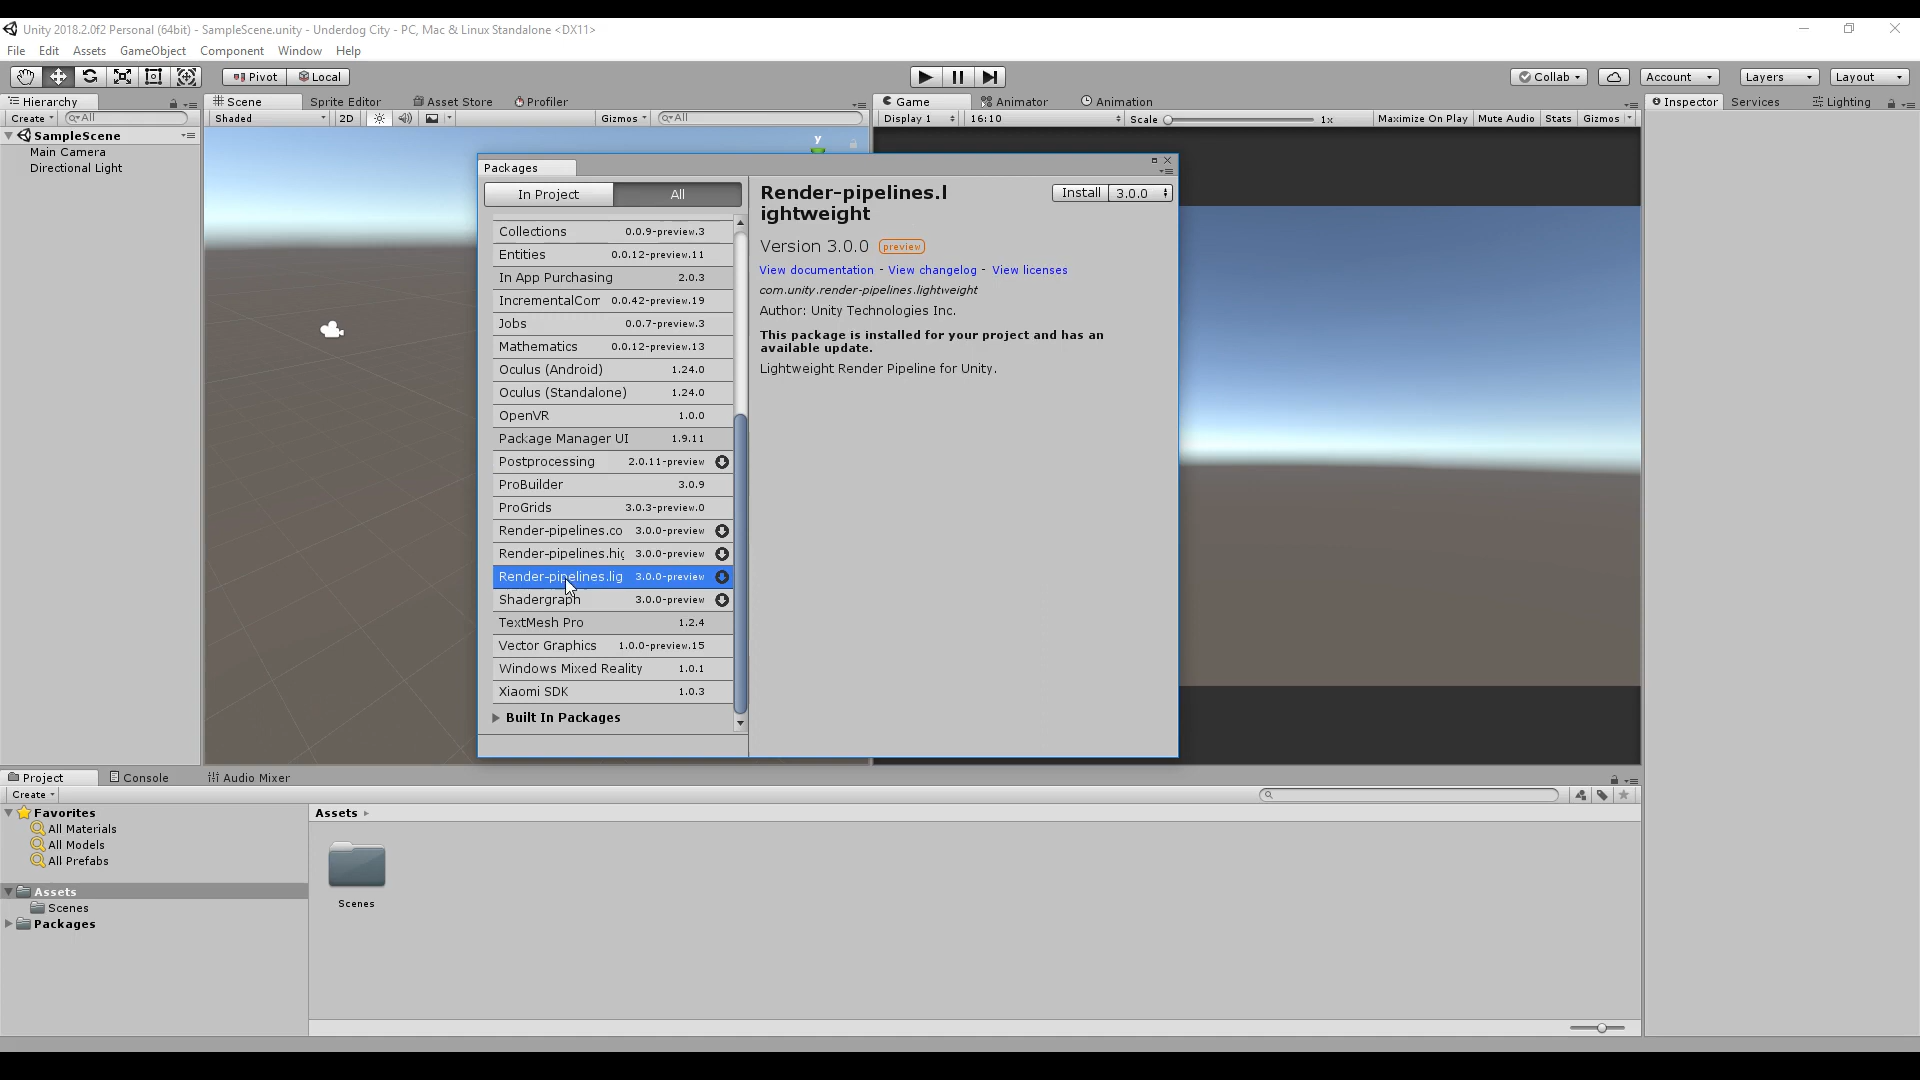 Unity 2018.2.0f2 Personal (64bit) - SampleScene.unity - Underdog City - PC, Mac & Linux Standalone <DX11>
File Edit Assets GameObject Component Window Help
Pivot Local Collab Account Layers Layout
Hierarchy Scene Sprite Editor Asset Store Profiler Game Animator Animation Inspector Services Lighting
Create All Shaded 2D Gizmos All Display 1 16:10 Scale 1x Maximize On Play Mute Audio Stats Gizmos
SampleScene
Main Camera
Directional Light
y
Packages
In Project All
Collections 0.0.9-preview.3
Entities 0.0.12-preview.11
In App Purchasing 2.0.3
IncrementalCom 0.0.42-preview.19
Jobs 0.0.7-preview.3
Mathematics 0.0.12-preview.13
Oculus (Android) 1.24.0
Oculus (Standalone) 1.24.0
OpenVR 1.0.0
Package Manager UI 1.9.11
Postprocessing 2.0.11-preview
ProBuilder 3.0.9
ProGrids 3.0.3-preview.0
Render-pipelines.co 3.0.0-preview
Render-pipelines.hig 3.0.0-preview
Render-pipelines.lig 3.0.0-preview
Shadergraph 3.0.0-preview
TextMesh Pro 1.2.4
Vector Graphics 1.0.0-preview.15
Windows Mixed Reality 1.0.1
Xiaomi SDK 1.0.3
Built In Packages
Render-pipelines.l
ightweight
Install 3.0.0
Version 3.0.0 preview
View documentation - View changelog - View licenses
com.unity.render-pipelines.lightweight
Author: Unity Technologies Inc.
This package is installed for your project and has an
available update.
Lightweight Render Pipeline for Unity.
Project Console Audio Mixer
Create
Favorites
All Materials
All Models
All Prefabs
Assets
Scenes
Packages
Assets
Scenes